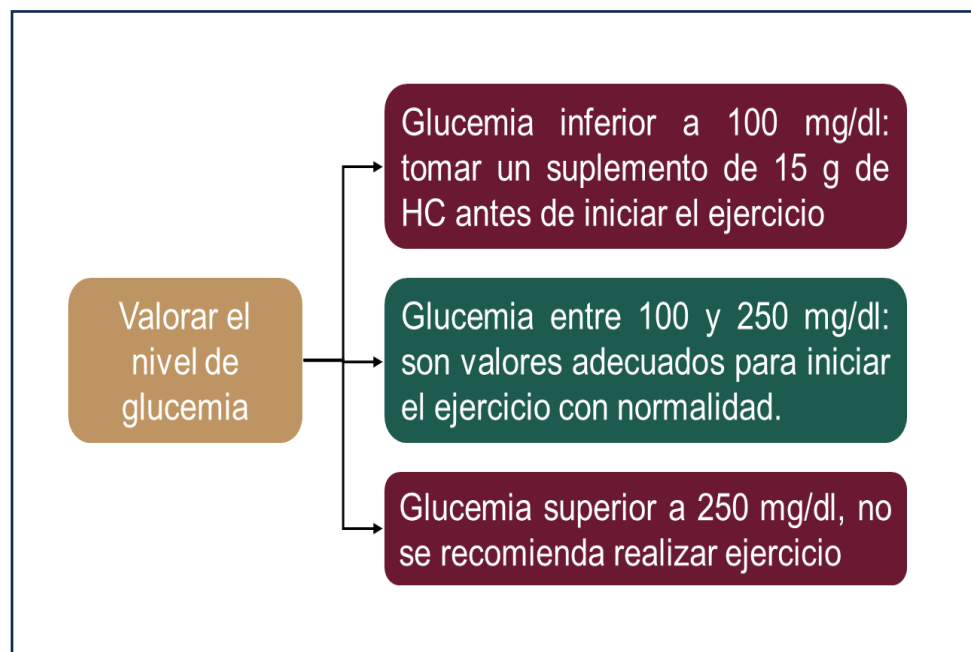 Glucemia inferior a 100 mg/dl:
tomar un suplemento de 15 g de
HC antes de iniciar el ejercicio
Valorar el
nivel de
glucemia
Glucemia entre 100 y 250 mg/dl:
son valores adecuados para iniciar
el ejercicio con normalidad.
Glucemia superior a 250 mg/dl, no
se recomienda realizar ejercicio